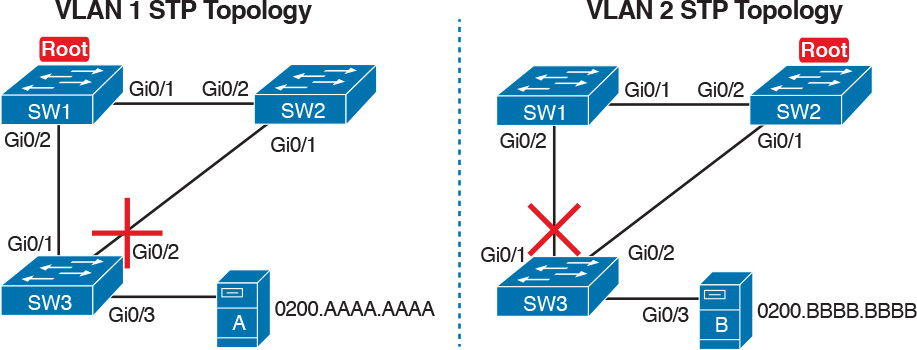 VLAN 1 STP Topology
Root
SW1
Gi0/1
Gi0/2
SW2
Gi0/2
Gi0/1
Gi0/1
Gi0/2
SW3
Gi0/3
A
0200.AAAA.AAAA
VLAN 2 STP Topology
Root
SW1
Gi0/1
Gi0/2
SW2
Gi0/2
Gi0/1
Gi0/1
Gi0/2
SW3
Gi0/3
B
0200.BBBB.BBBB